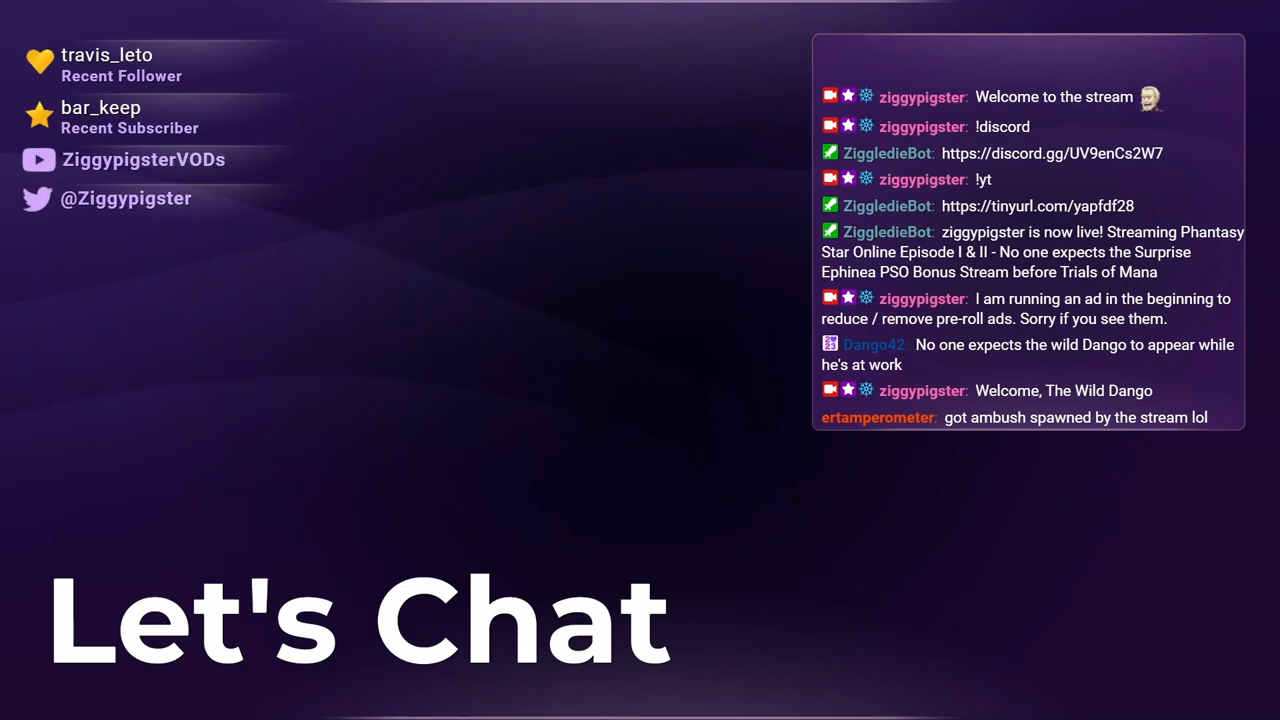 travis_leto
Recent Follower
bar_keep
Recent Subscriber
ZiggypigsterVODs
@Ziggypigster
ziggypigster: Welcome to the stream
ziggypigster: !discord
ZiggledieBot: https://discord.gg/UV9enCs2W7
ziggypigster: !yt
ZiggledieBot: https://tinyurl.com/yapfdf28
ZiggledieBot: ziggypigster is now live! Streaming Phantasy
Star Online Episode I & II - No one expects the Surprise
Ephinea PSO Bonus Stream before Trials of Mana
ziggypigster: I am running an ad in the beginning to
reduce / remove pre-roll ads. Sorry if you see them.
Dango42: No one expects the wild Dango to appear while
he's at work
ziggypigster: Welcome, The Wild Dango
ertamperometer: got ambush spawned by the stream lol
Let's Chat